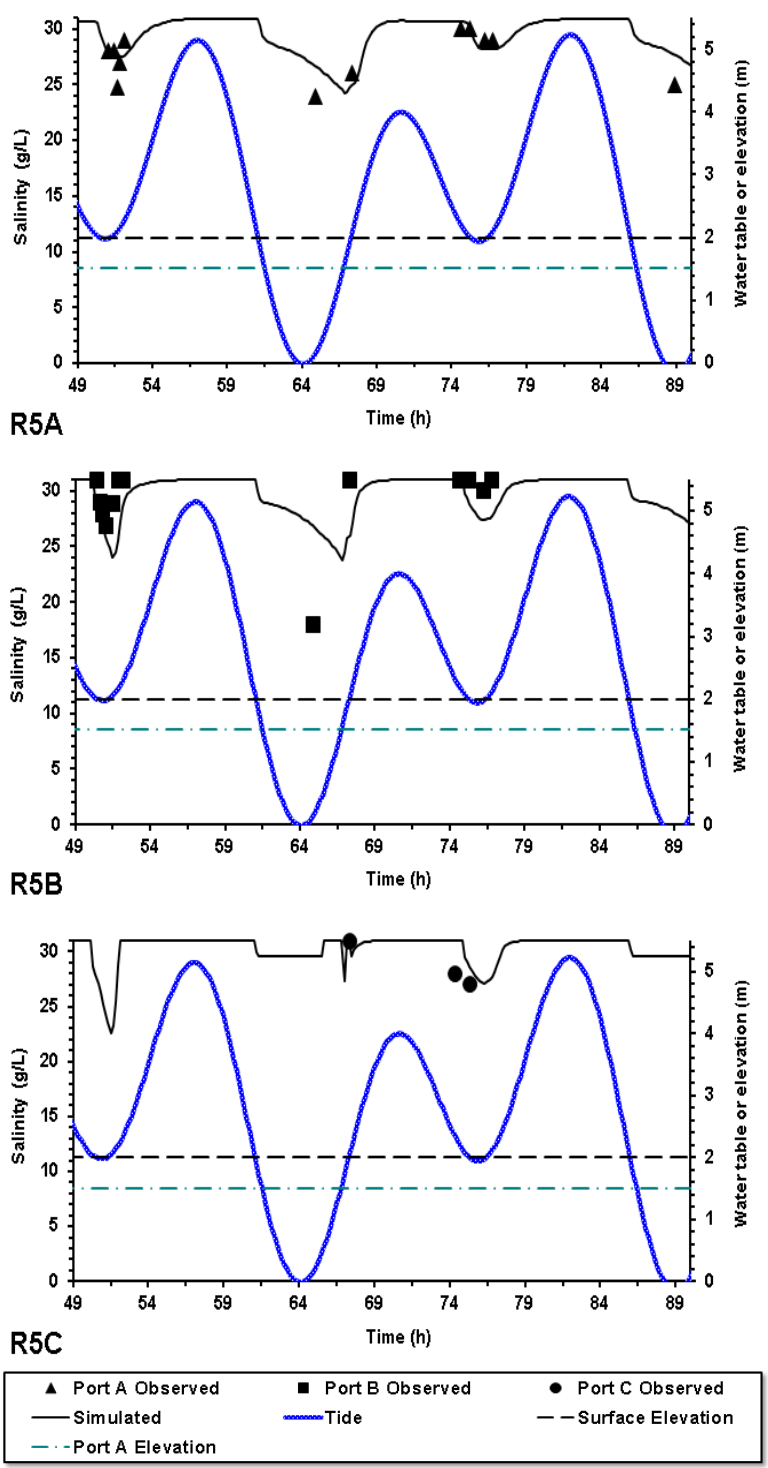 30
25
20
15
10
5
0
Salinity (g/L)
5
4
3
2
1
0
Water table or elevation (m)
49 54 59 64 69 74 79 84 89
Time (h)
R5A
30
25
20
15
10
5
0
Salinity (g/L)
5
4
3
2
1
0
Water table or elevation (m)
49 54 59 64 69 74 79 84 89
Time (h)
R5B
30
25
20
15
10
5
0
Salinity (g/L)
5
4
3
2
1
0
Water table or elevation (m)
49 54 59 64 69 74 79 84 89
Time (h)
R5C
Port A Observed Port B Observed Port C Observed
Simulated Tide Surface Elevation
Port A Elevation